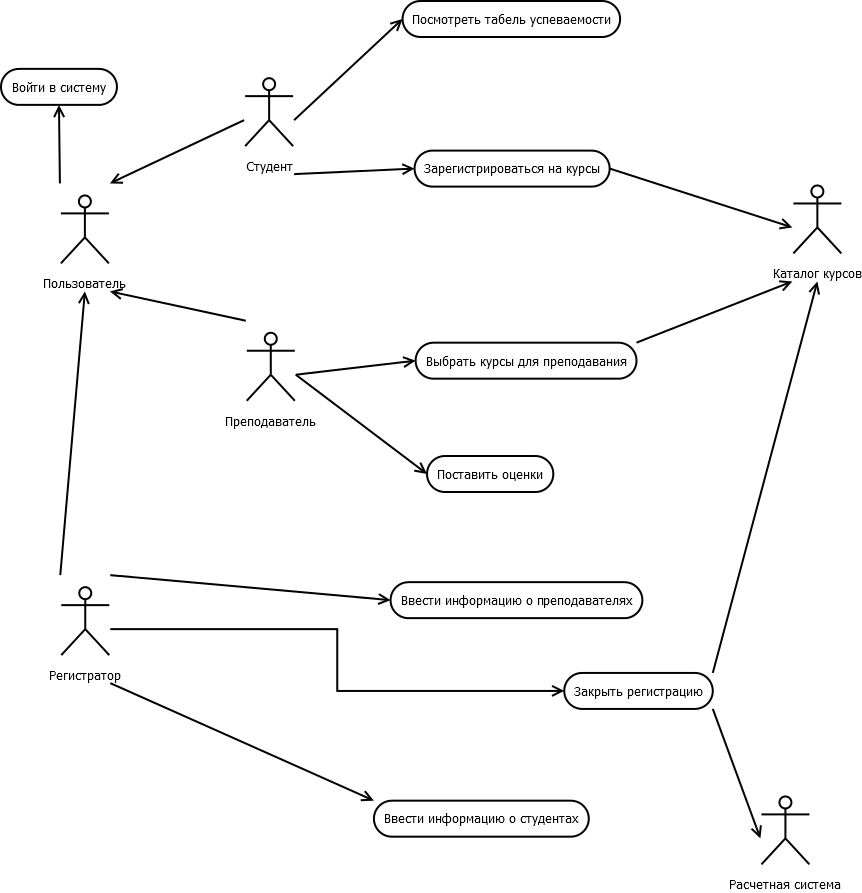 Посмотреть табель успеваемости
Войти в систему
Студент
Зарегистрироваться на курсы
Каталог курсов
Пользователь
Выбрать курсы для преподавания
Преподаватель
Поставить оценки
Ввести информацию о преподавателях
Регистратор
Закрыть регистрацию
Ввести информацию о студентах
Расчетная система